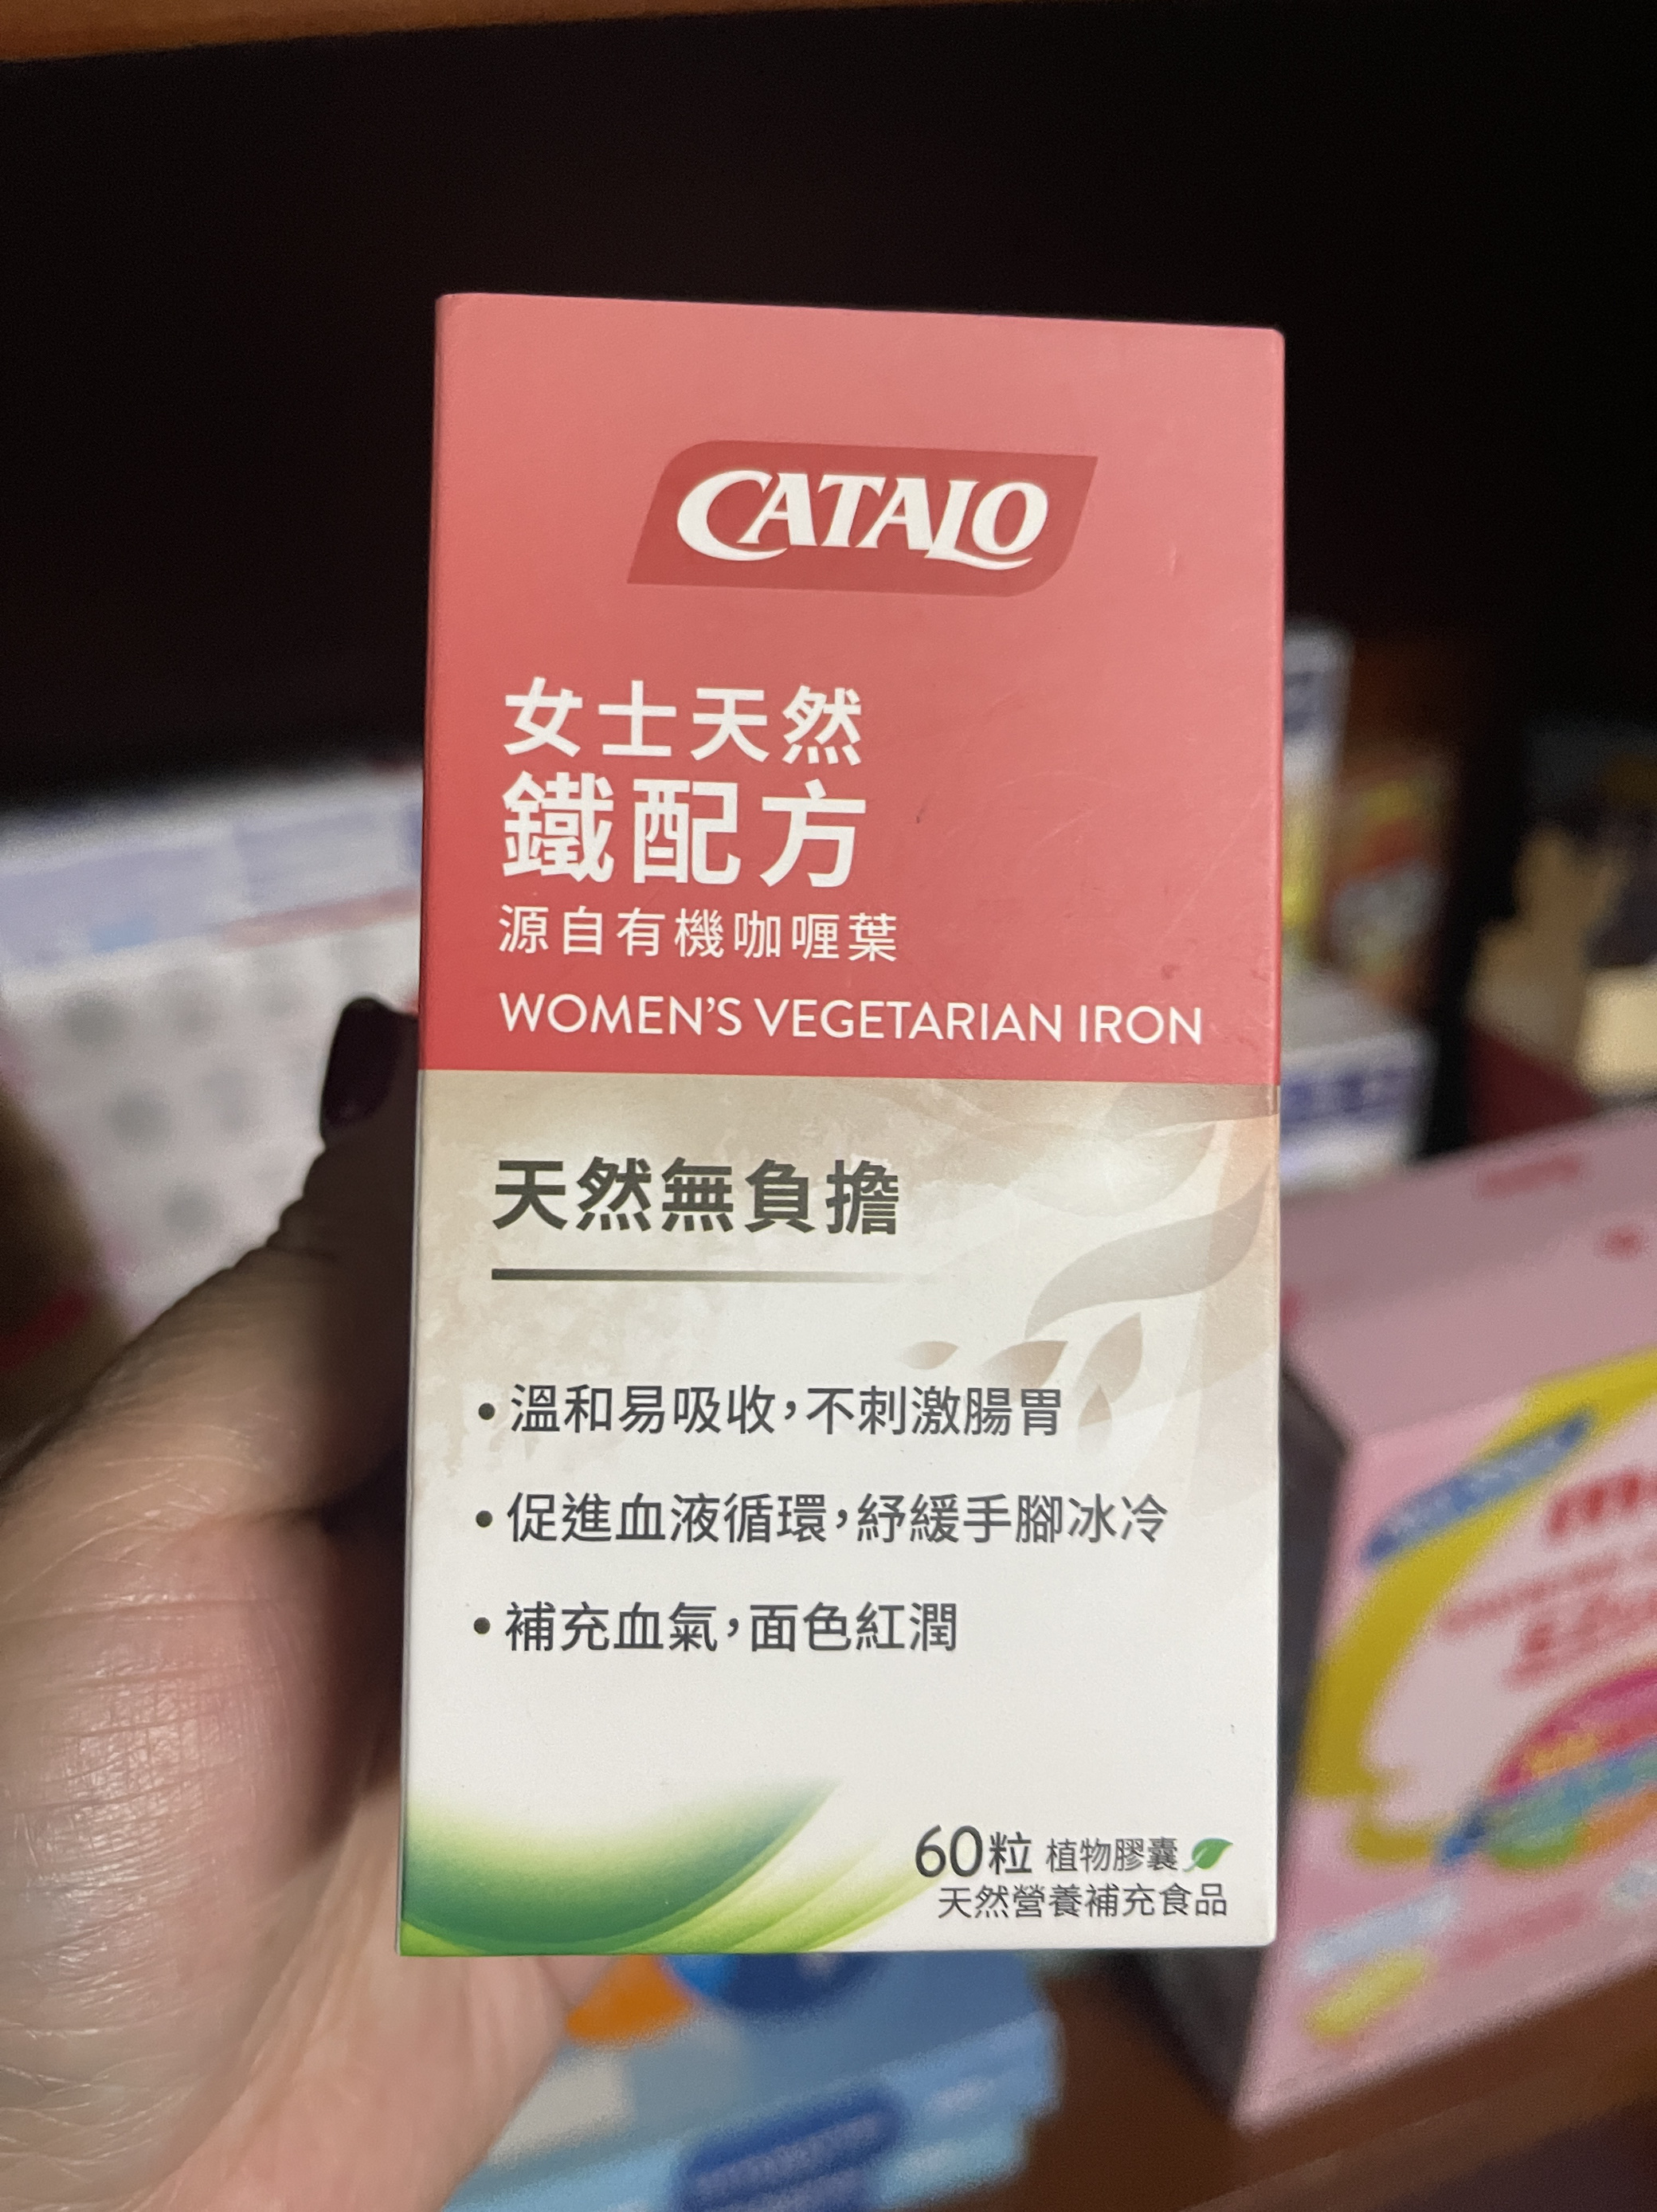 CATALO
女士天然
鐵配方
源自有機咖喱葉
WOMEN'S VEGETARIAN IRON
天然無負擔
•溫和易吸收,不刺激腸胃
•促進血液循環,紓緩手腳冰冷
•補充血氣,面色紅潤
60粒 植物膠囊
天然營養補充食品